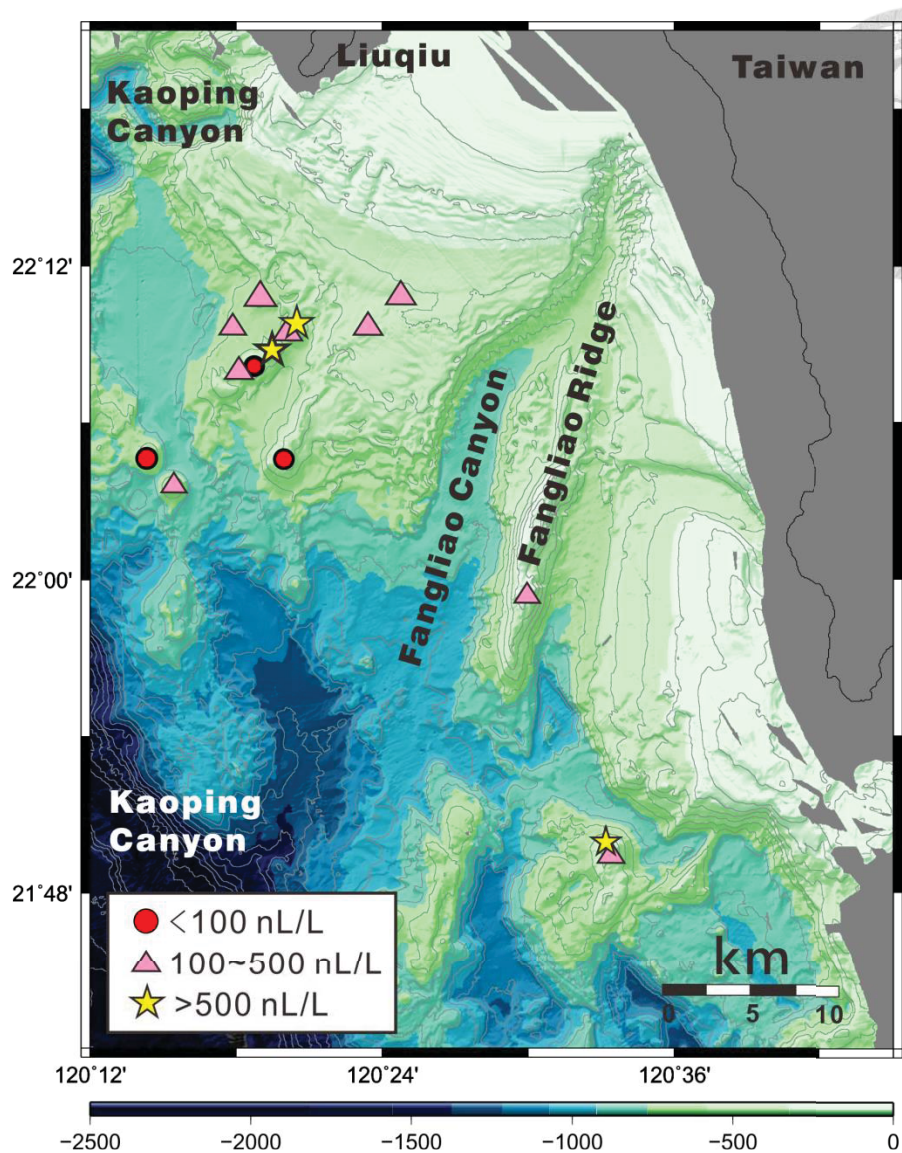 Liuqiu
Taiwan
Kaoping
Canyon
22°12'
Fangliao Ridge
Fangliao Canyon
22°00'
Kaoping
Canyon
21°48'
<100 nL/L
100~500 nL/L
>500 nL/L
km
0 5 10
120°12' 120°24' 120°36'
−2500 −2000 −1500 −1000 −500 0